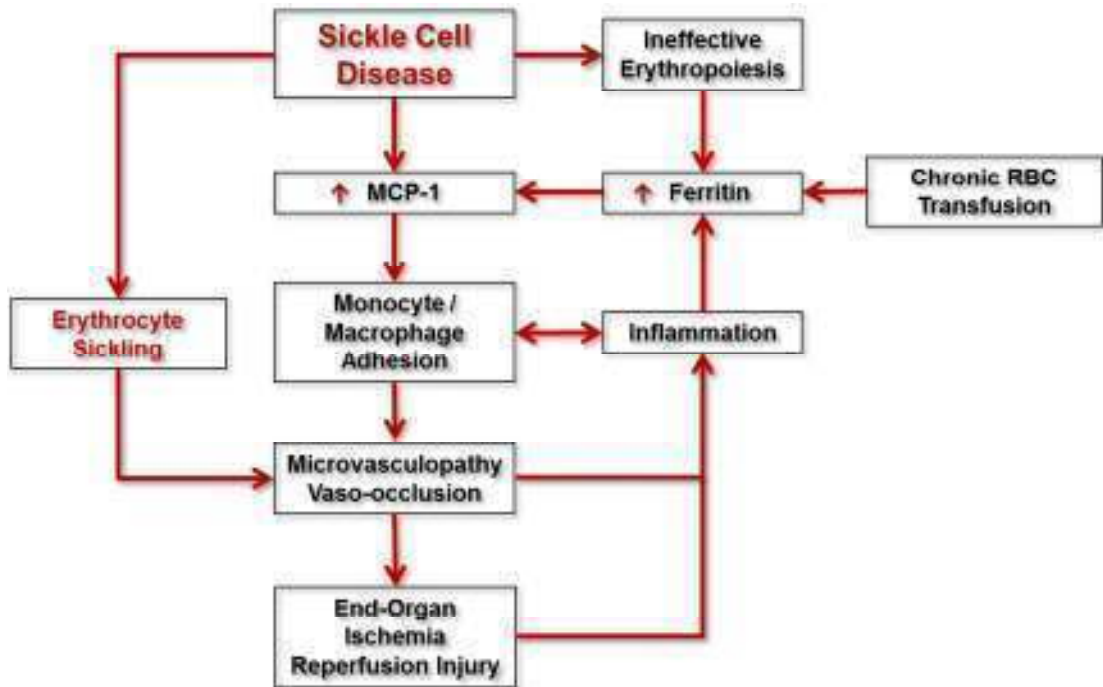 Sickle Cell
Disease
Ineffective
Erythropoiesis
↑ MCP-1
↑ Ferritin
Chronic RBC
Transfusion
Erythrocyte
Sickling
Monocyte /
Macrophage
Adhesion
Inflammation
Microvasculopathy
Vaso-occlusion
End-Organ
Ischemia
Reperfusion Injury